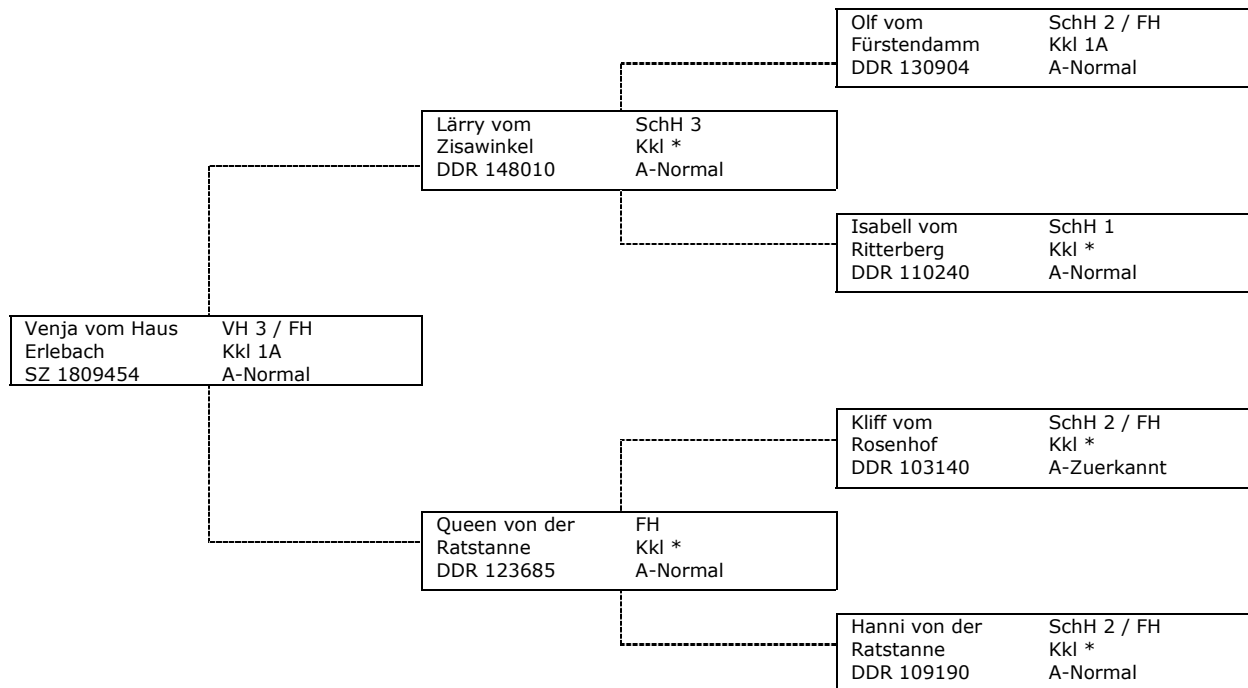 Olf vom SchH 2 / FH
Fürstendamm Kkl 1A
DDR 130904 A-Normal
Lärry vom SchH 3
Zisawinkel Kkl *
DDR 148010 A-Normal
Isabell vom SchH 1
Ritterberg Kkl *
DDR 110240 A-Normal
Venja vom Haus VH 3 / FH
Erlebach Kkl 1A
SZ 1809454 A-Normal
Kliff vom SchH 2 / FH
Rosenhof Kkl *
DDR 103140 A-Zuerkannt
Queen von der FH
Ratstanne Kkl *
DDR 123685 A-Normal
Hanni von der SchH 2 / FH
Ratstanne Kkl *
DDR 109190 A-Normal